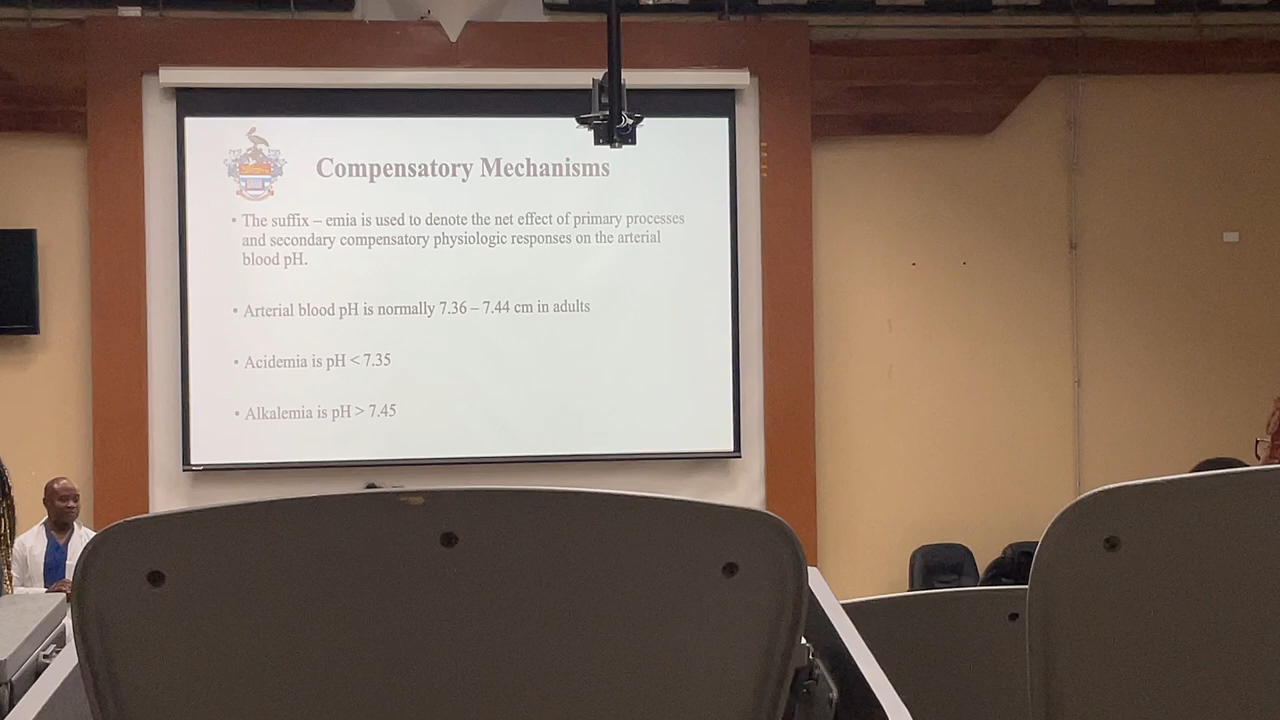 Compensatory Mechanisms
• The suffix – emia is used to denote the net effect of primary processes
and secondary compensatory physiologic responses on the arterial
blood pH.
• Arterial blood pH is normally 7.36 – 7.44 cm in adults
• Acidemia is pH < 7.35
• Alkalemia is pH > 7.45